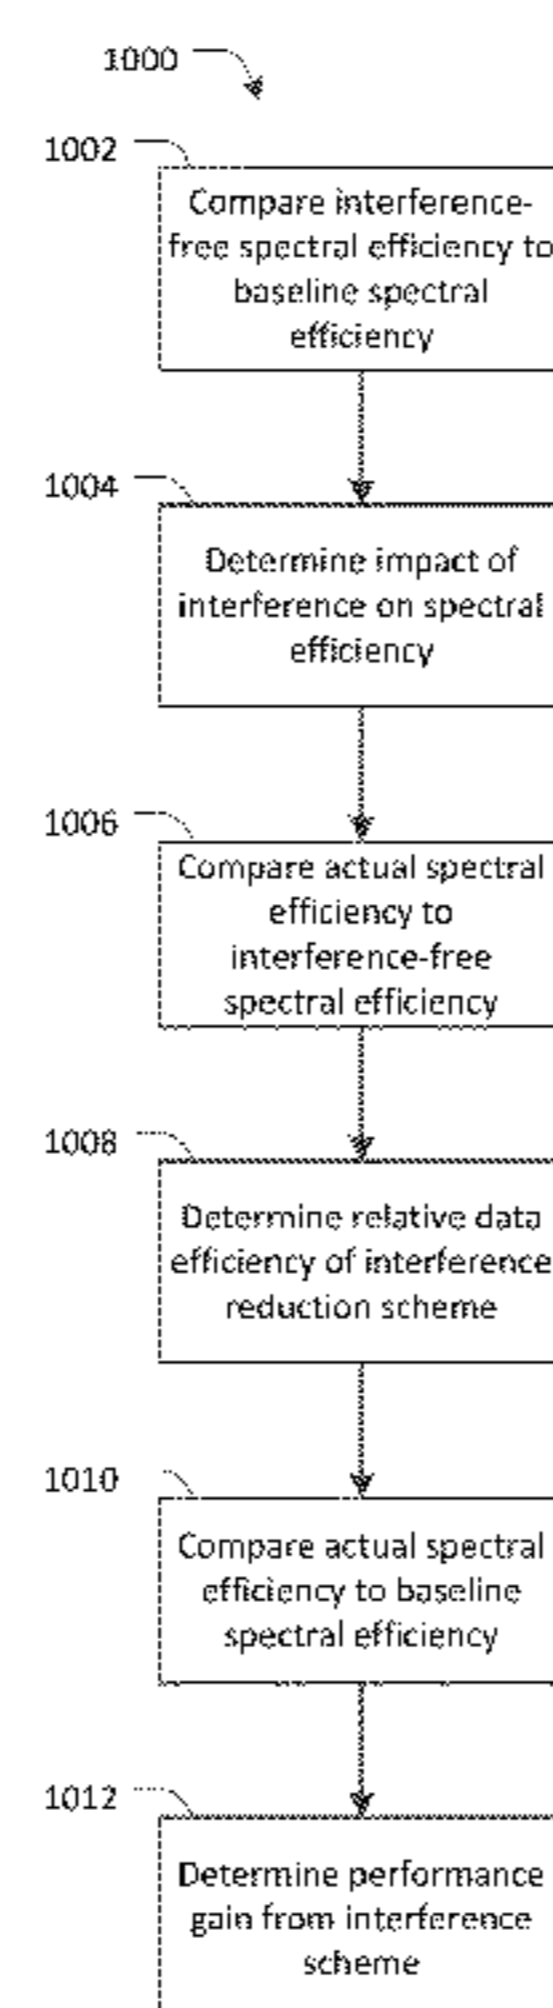 1000
1002
Compare interference-
free spectral efficiency to
baseline spectral
efficiency
1004
Determine impact of
interference on spectral
efficiency
1006
Compare actual spectral
efficiency to
interference-free
spectral efficiency
1008
Determine relative data
efficiency of interference
reduction scheme
1010
Compare actual spectral
efficiency to baseline
spectral efficiency
1012
Determine performance
gain from interference
scheme